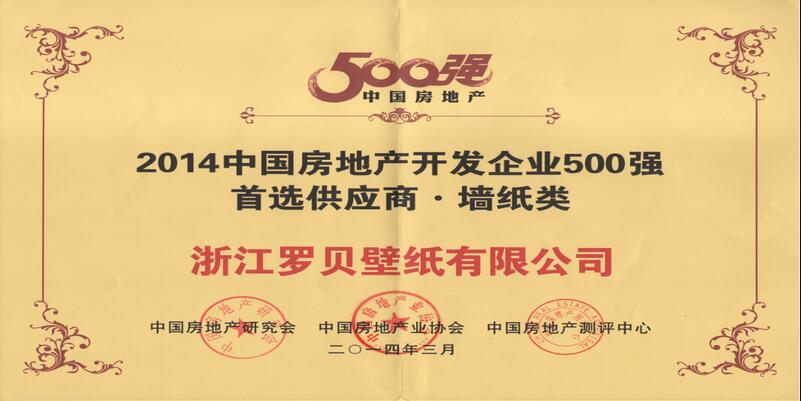 500强
中国房地产
2014中国房地产开发企业500强
首选供应商·墙纸类
浙江罗贝壁纸有限公司
中国房地产研究会 中国房地产业协会 中国房地产测评中心
二〇一四年三月